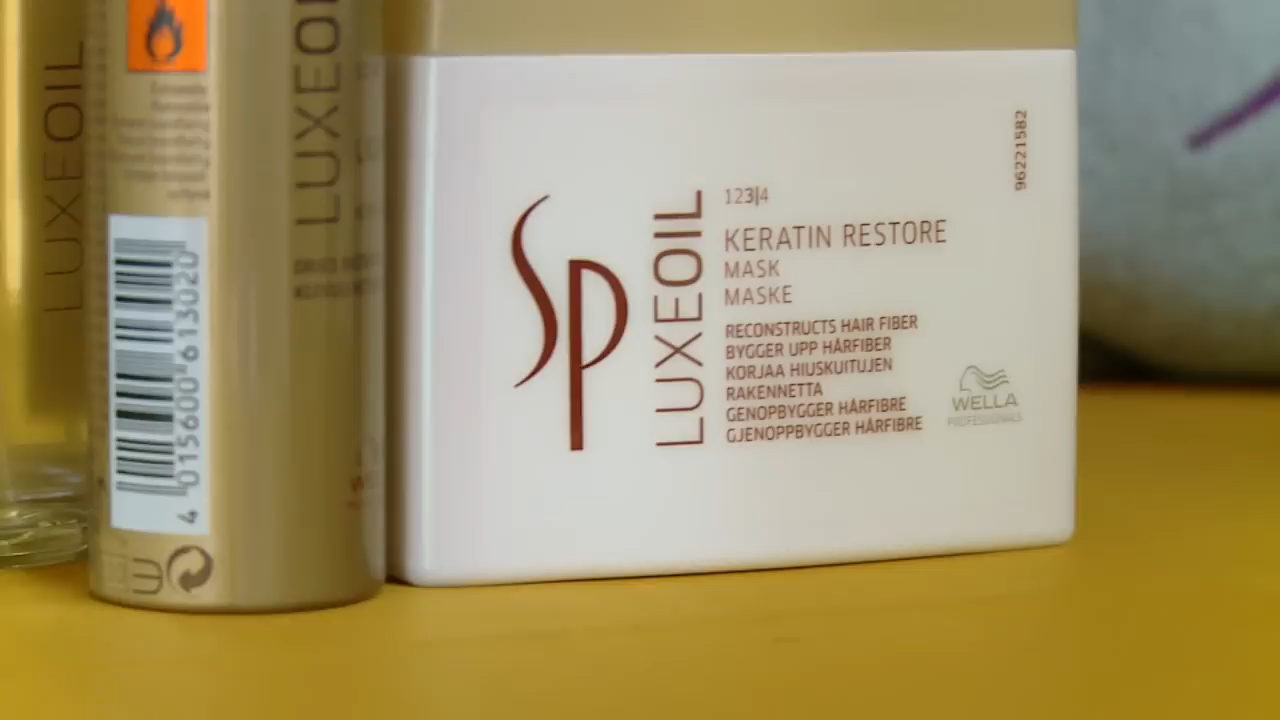 LUXEOIL
LUXEOI
4 015600 613020
SP
LUXEOIL
123|4
KERATIN RESTORE
MASK
MASKE
RECONSTRUCTS HAIR FIBER
BYGGER UPP HÅRFIBER
KORJAA HIUSKUITUJEN
RAKENNETTA
GENOPBYGGER HÅRFIBRE
GJENOPPBYGGER HÅRFIBRE
WELLA
PROFESSIONALS
96221582